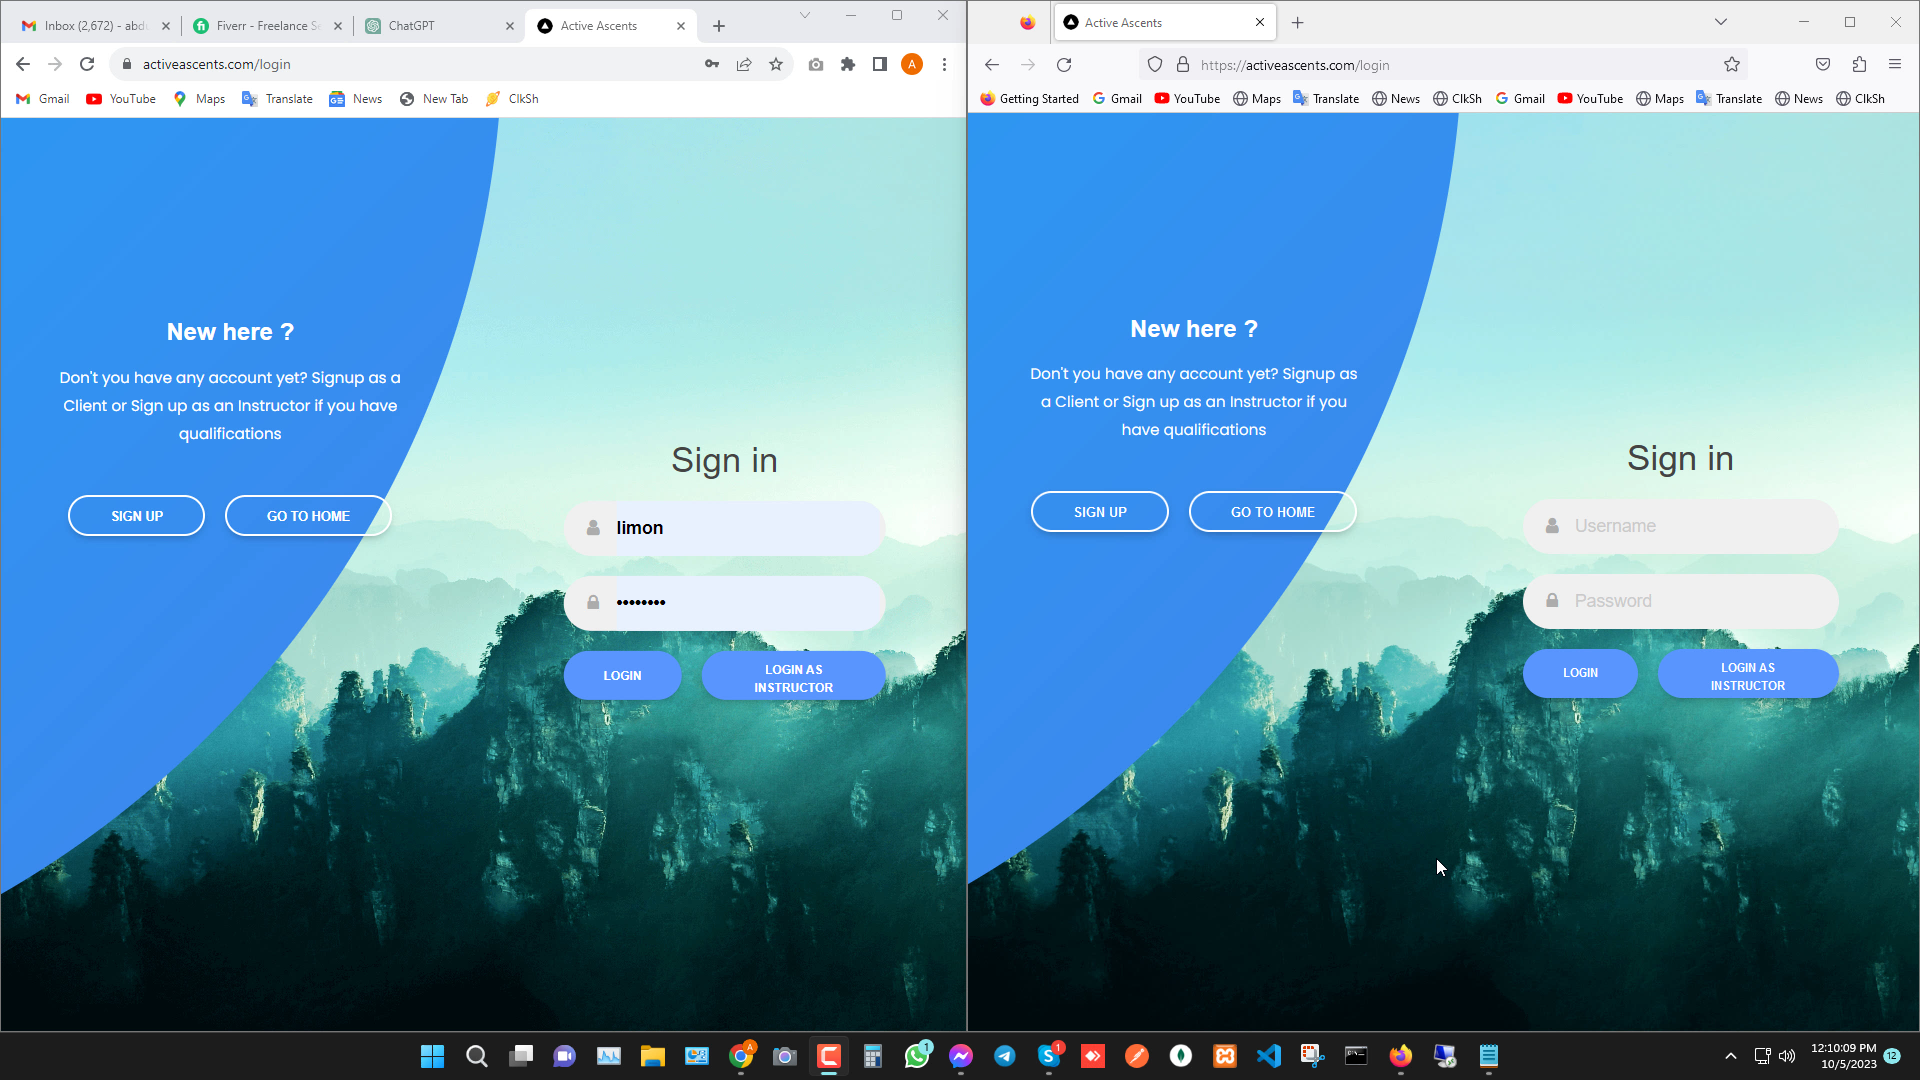 Inbox (2,672) - abdu
Fiverr - Freelance Se
ChatGPT
Active Ascents
activeascents.com/login
A
Gmail
YouTube
Maps
Translate
News
New Tab
ClkSh
New here ?
Don't you have any account yet? Signup as a
Client or Sign up as an Instructor if you have
qualifications
SIGN UP
GO TO HOME
Sign in
limon
••••••••
LOGIN
LOGIN AS
INSTRUCTOR
Active Ascents
https://activeascents.com/login
Getting Started
Gmail
YouTube
Maps
Translate
News
ClkSh
Gmail
YouTube
Maps
Translate
News
ClkSh
New here ?
Don't you have any account yet? Signup as
a Client or Sign up as an Instructor if you
have qualifications
SIGN UP
GO TO HOME
Sign in
Username
Password
LOGIN
LOGIN AS
INSTRUCTOR
A
1
1
12:10:09 PM
10/5/2023
12